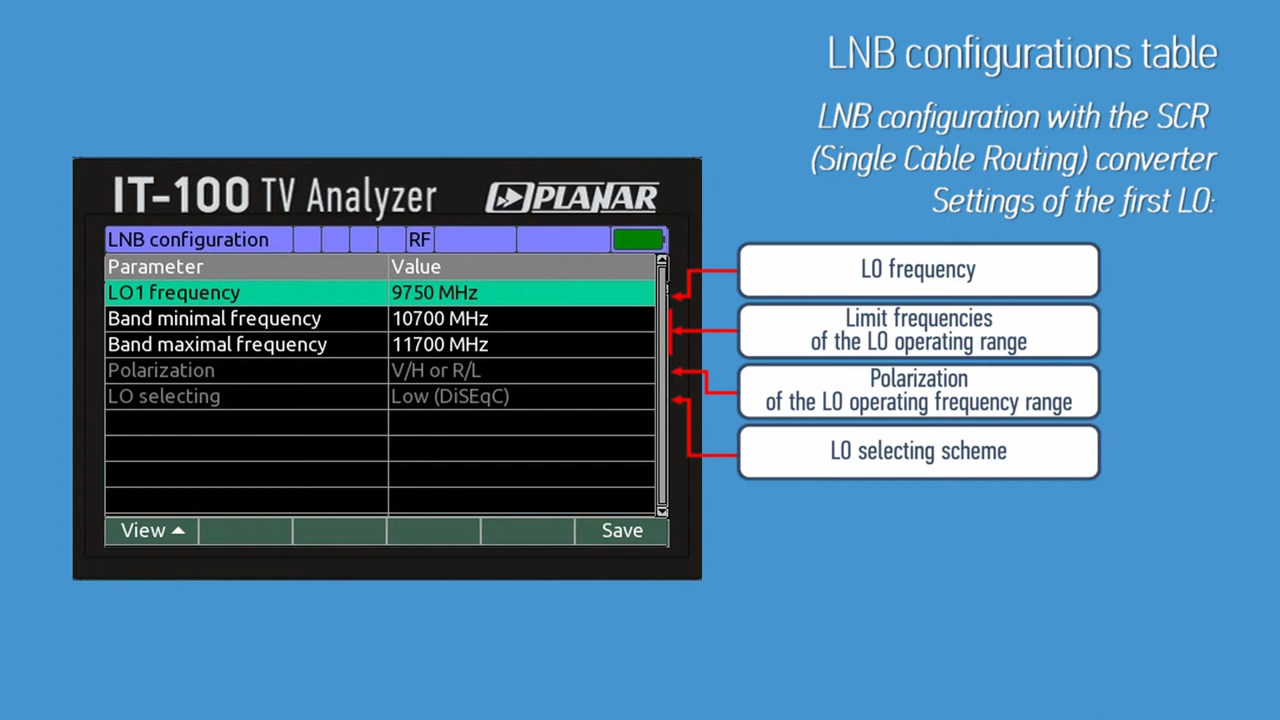 LNB configurations table
LNB configuration with the SCR
(Single Cable Routing) converter
Settings of the first LO:
IT-100 TV Analyzer PLANAR
LNB configuration RF
Parameter Value
LO1 frequency 9750 MHz
Band minimal frequency 10700 MHz
Band maximal frequency 11700 MHz
Polarization V/H or R/L
LO selecting Low (DiSEqC)
View Save
LO frequency
Limit frequencies
of the LO operating range
Polarization
of the LO operating frequency range
LO selecting scheme